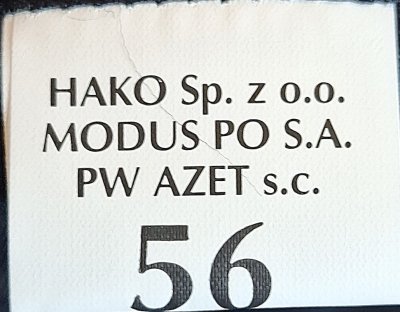 HAKO Sp. z o.o.
MODUS PO S.A.
PW AZET s.c.
56